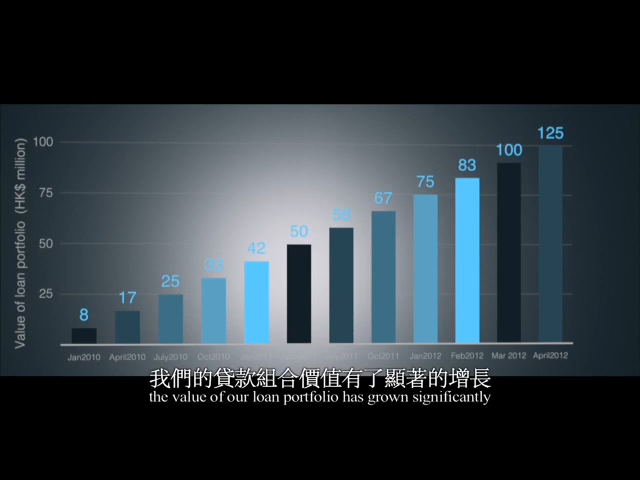 Value of loan portfolio (HK$ million)
100
75
50
25
8
17
25
33
42
50
67
75
83
100
125
Jan2010
April2010
July2010
Oct2010
Oct2011
Jan2012
Feb2012
Mar 2012
April2012
我們的貸款組合價值有了顯著的增長
the value of our loan portfolio has grown significantly